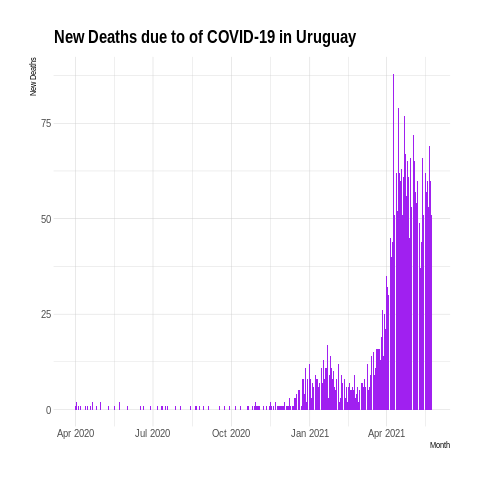 New Deaths due to of COVID-19 in Uruguay
New Deaths
75
50
25
0
Apr 2020 Jul 2020 Oct 2020 Jan 2021 Apr 2021
Month